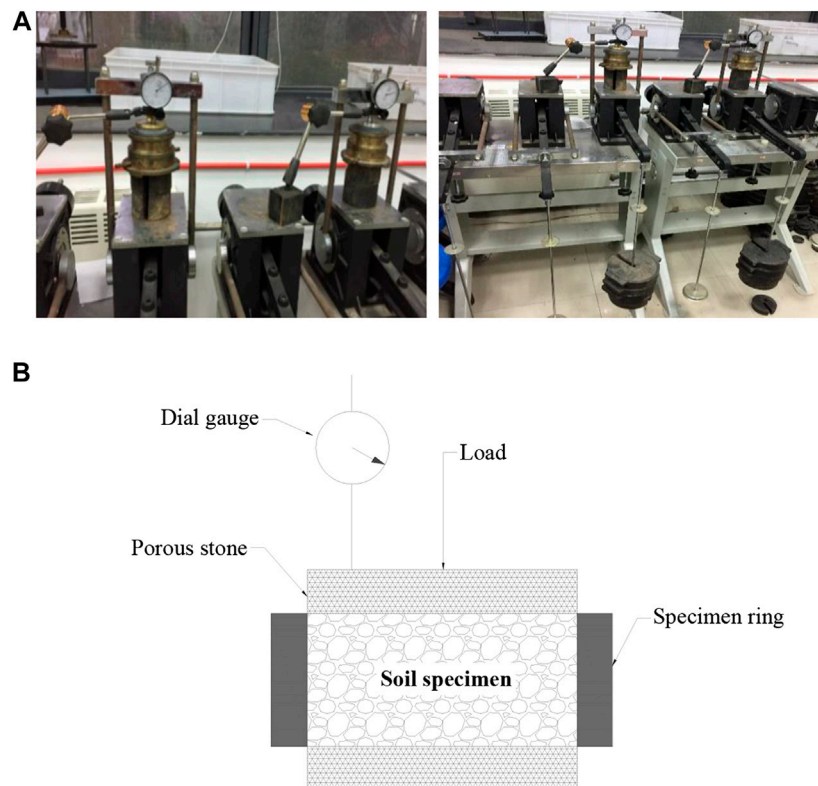 A
B
Dial gauge
Load
Porous stone
Specimen ring
Soil specimen